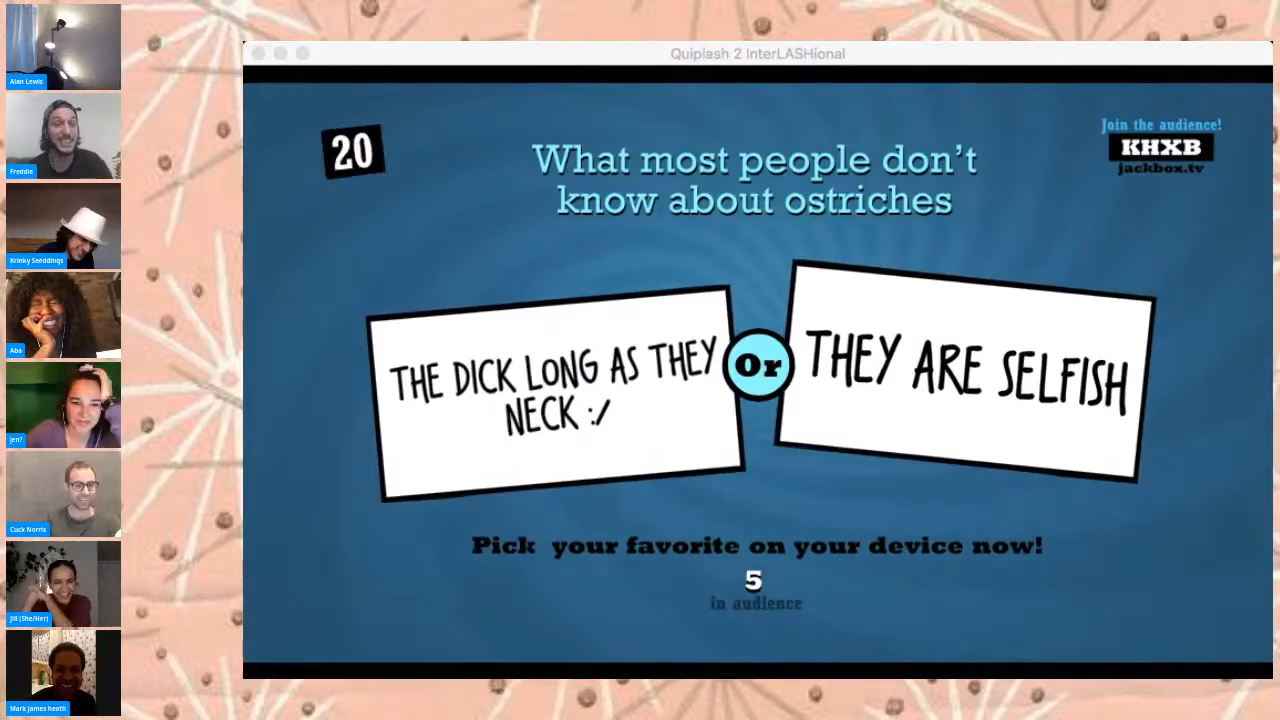 Alan Lewis
Freddie
Krinky Seeddings
Aba
jen?
Cuck Norris
Jill (She/Her)
Mark james heath
Quiplash 2 InterLASHional
20
What most people don't
know about ostriches
Join the audience!
KHXB
jackbox.tv
THE DICK LONG AS THEY
NECK :/
Or
THEY ARE SELFISH
Pick your favorite on your device now!
5
in audience